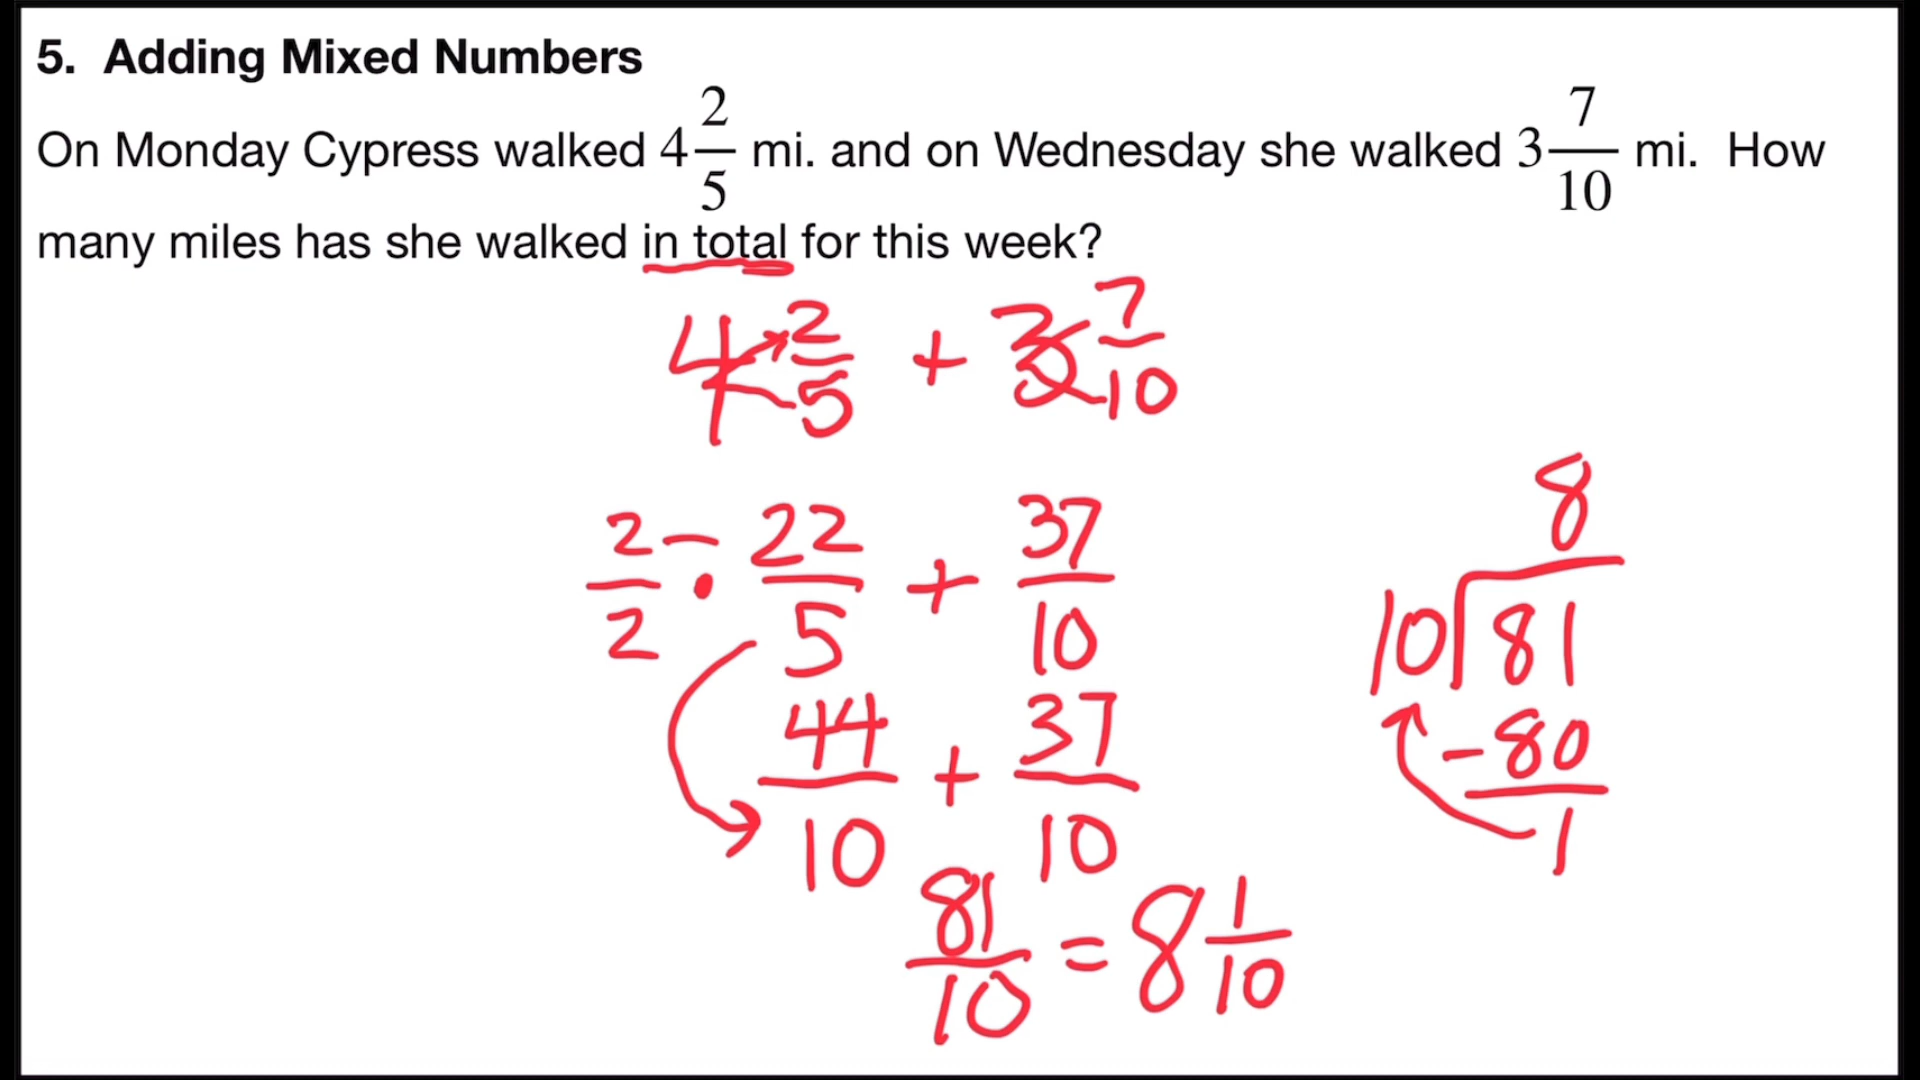 5. Adding Mixed Numbers
On Monday Cypress walked 4 2/5 mi. and on Wednesday she walked 3 7/10 mi. How
many miles has she walked in total for this week?
4 2/5 + 3 7/10
2/2 · 22/5 + 37/10
44/10 + 37/10
81/10 = 8 1/10
8
10 81
-80
1